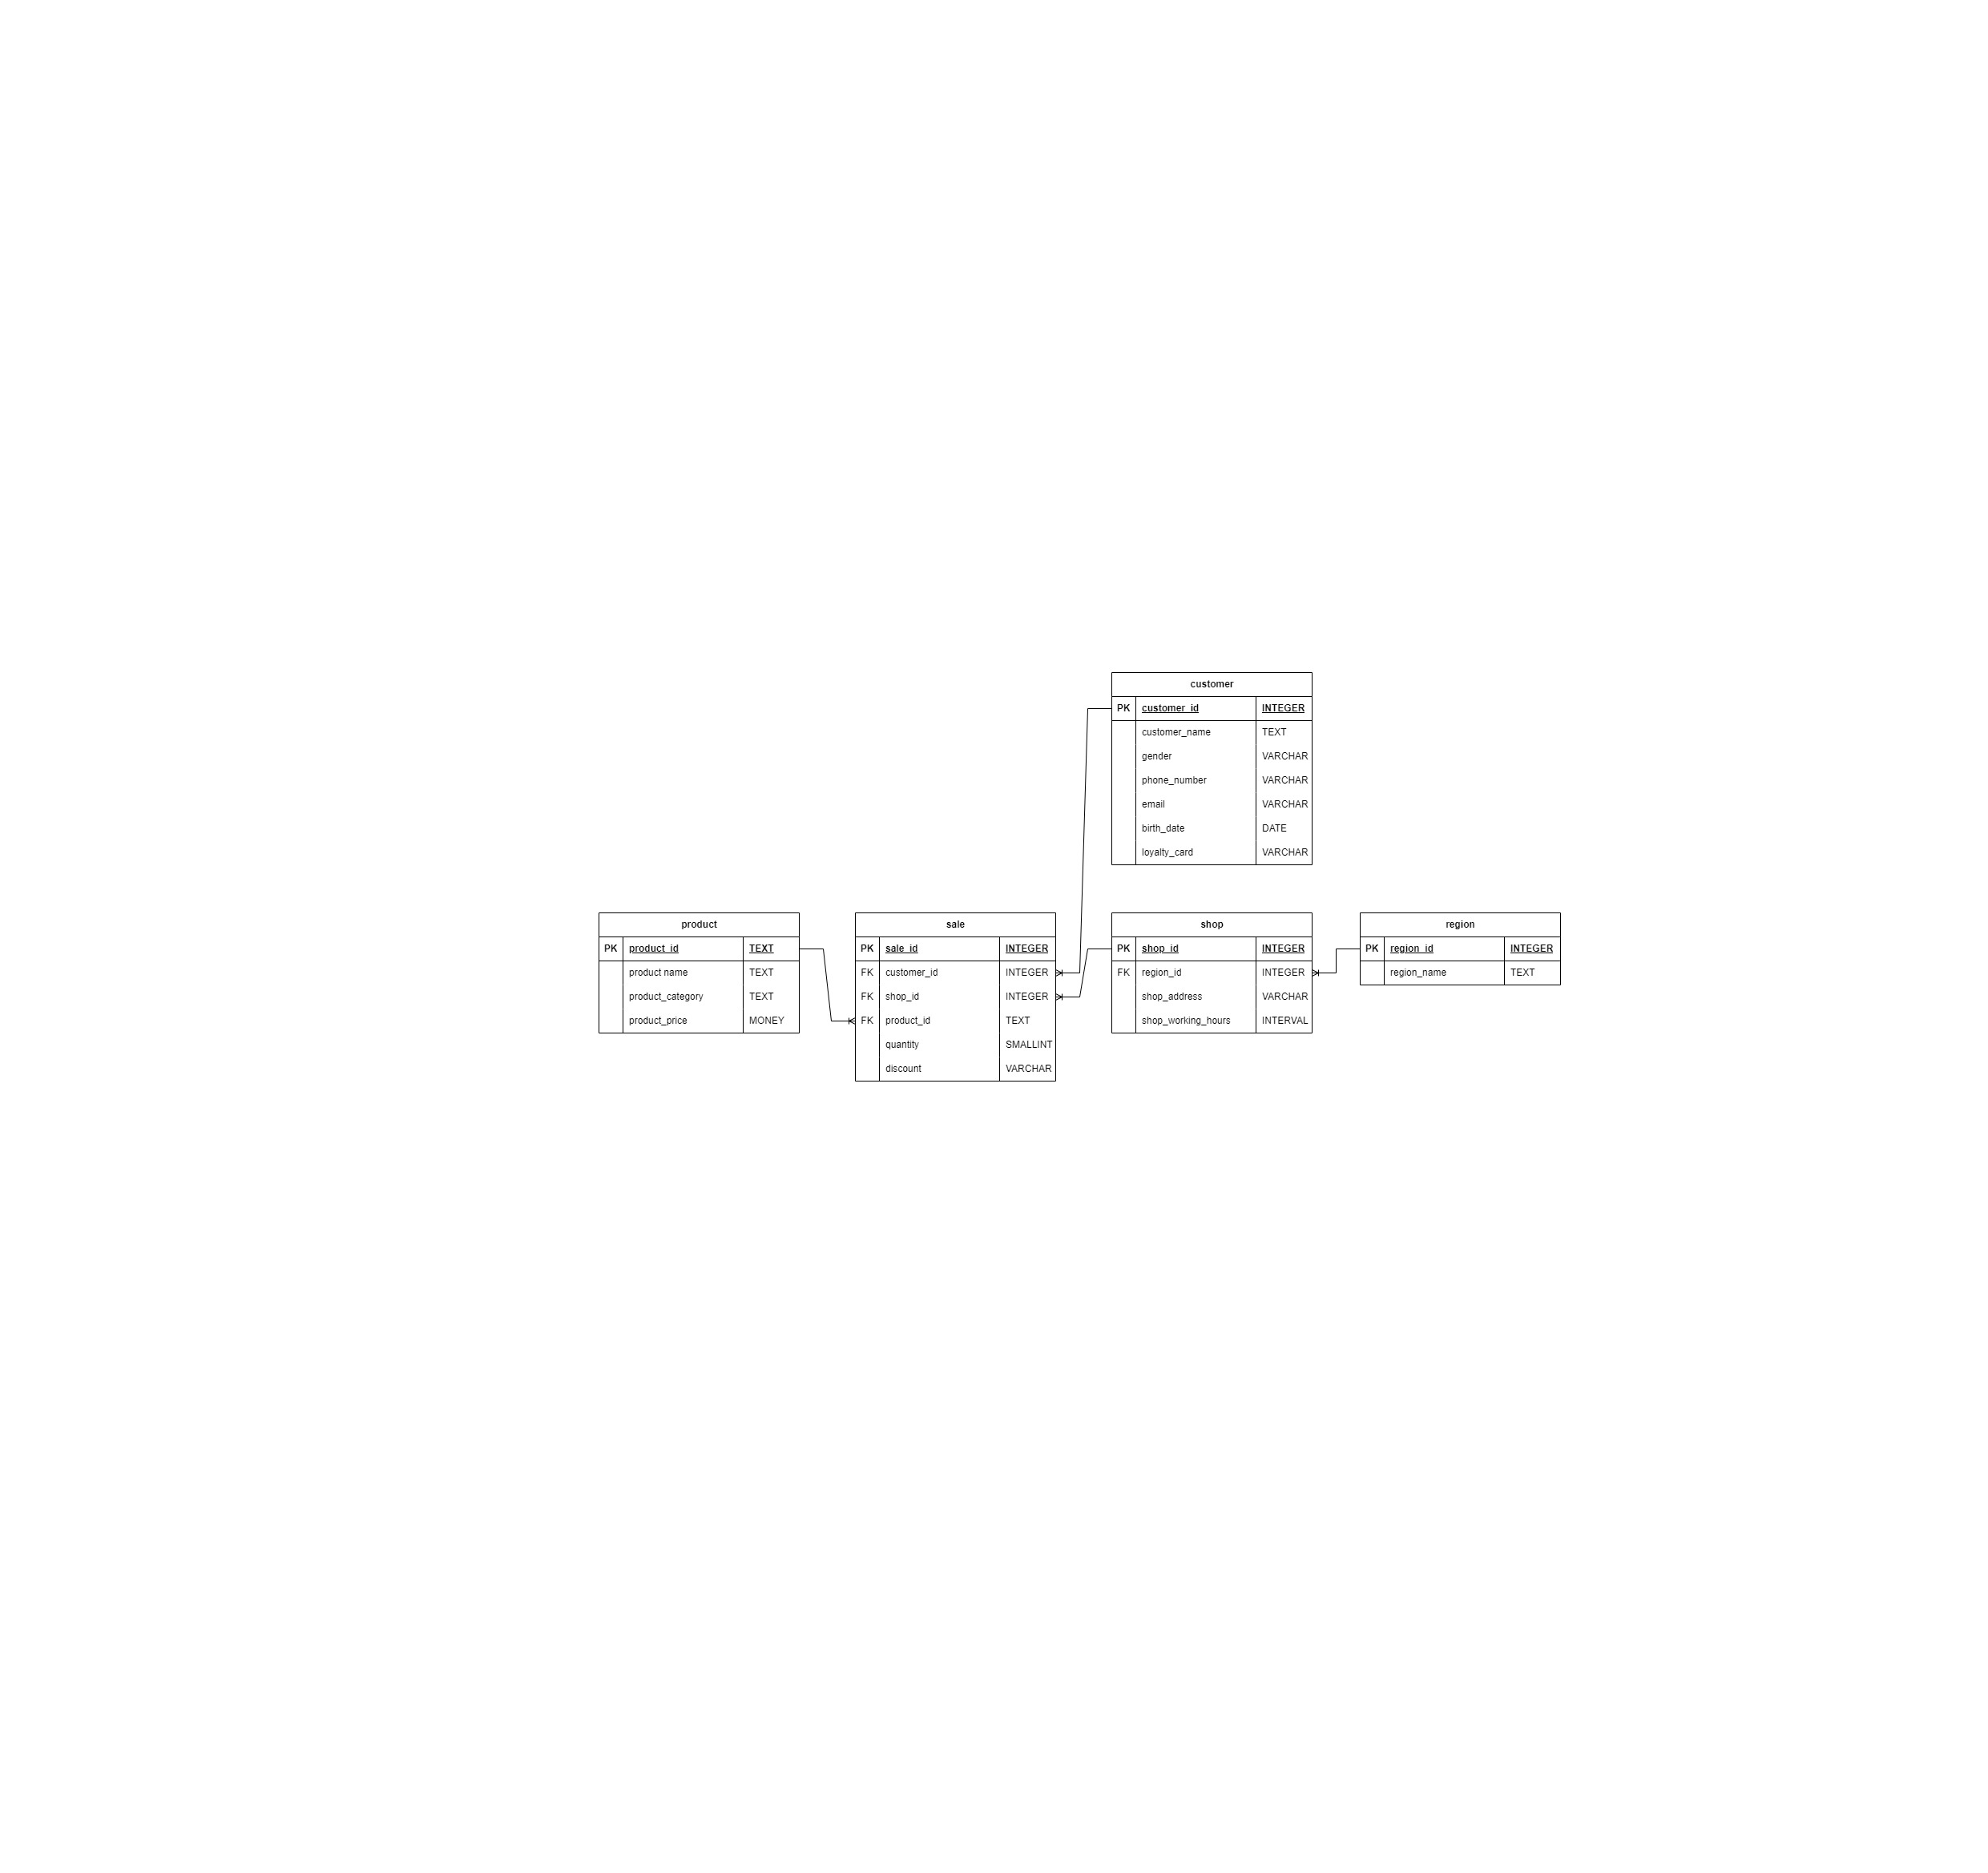 customer
PK customer_id INTEGER
customer_name TEXT
gender VARCHAR
phone_number VARCHAR
email VARCHAR
birth_date DATE
loyalty_card VARCHAR
product
PK product_id TEXT
product name TEXT
product_category TEXT
product_price MONEY
sale
PK sale_id INTEGER
FK customer_id INTEGER
FK shop_id INTEGER
FK product_id TEXT
quantity SMALLINT
discount VARCHAR
shop
PK shop_id INTEGER
FK region_id INTEGER
shop_address VARCHAR
shop_working_hours INTERVAL
region
PK region_id INTEGER
region_name TEXT